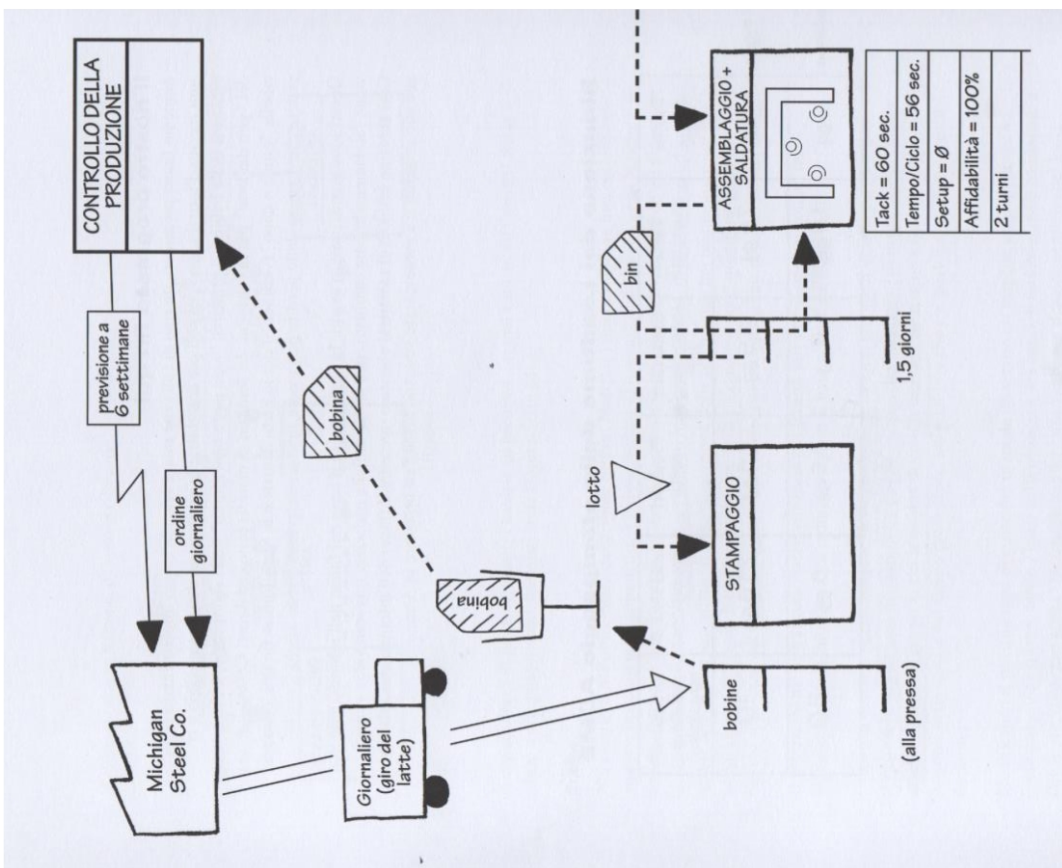 CONTROLLO DELLA
PRODUZIONE
previsione a
6 settimane
ordine
giornaliero
Michigan
Steel Co.
Giornaliero
(giro del
latte)
bobina
bobina
bobine
(alla pressea)
lotto
STAMPAGGIO
1,5 giorni
bin
ASSEMBLAGGIO +
SALDATURA
Tack = 60 sec.
Tempo/Ciclo = 56 sec.
Setup = Ø
Affidabilità = 100%
2 turni